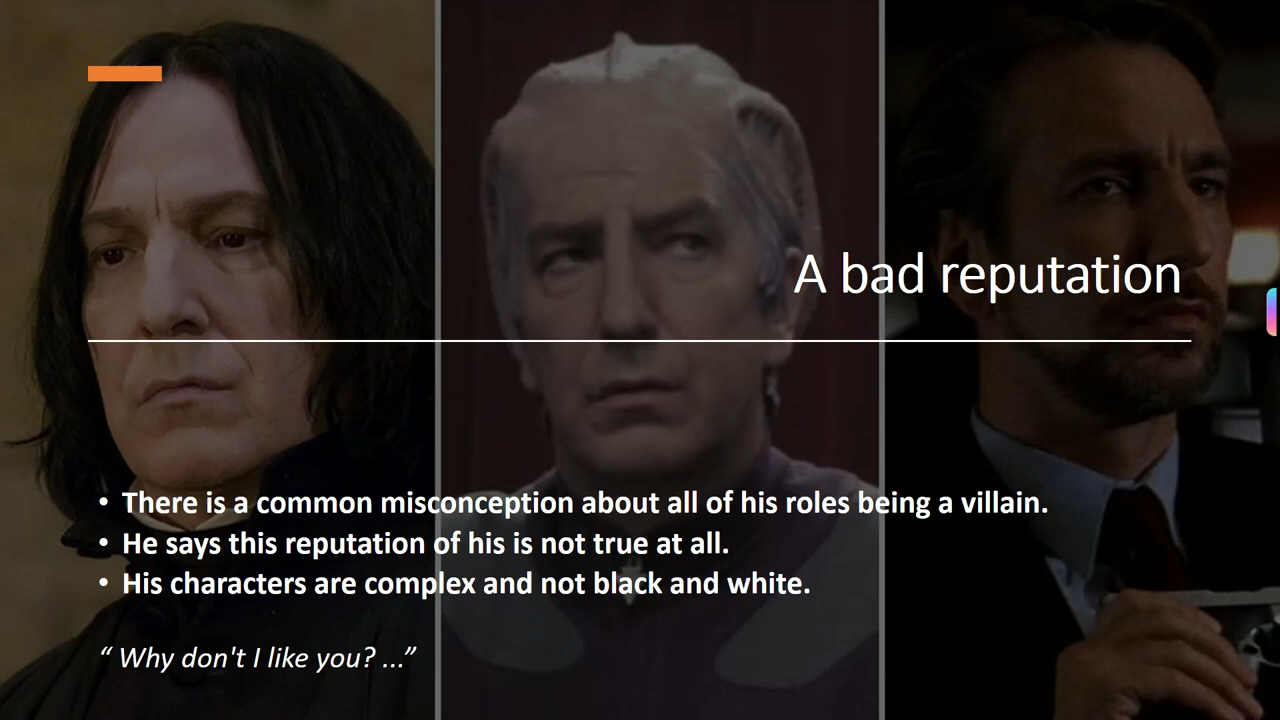 A bad reputation
• There is a common misconception about all of his roles being a villain.
• He says this reputation of his is not true at all.
• His characters are complex and not black and white.
“ Why don't I like you? ...”